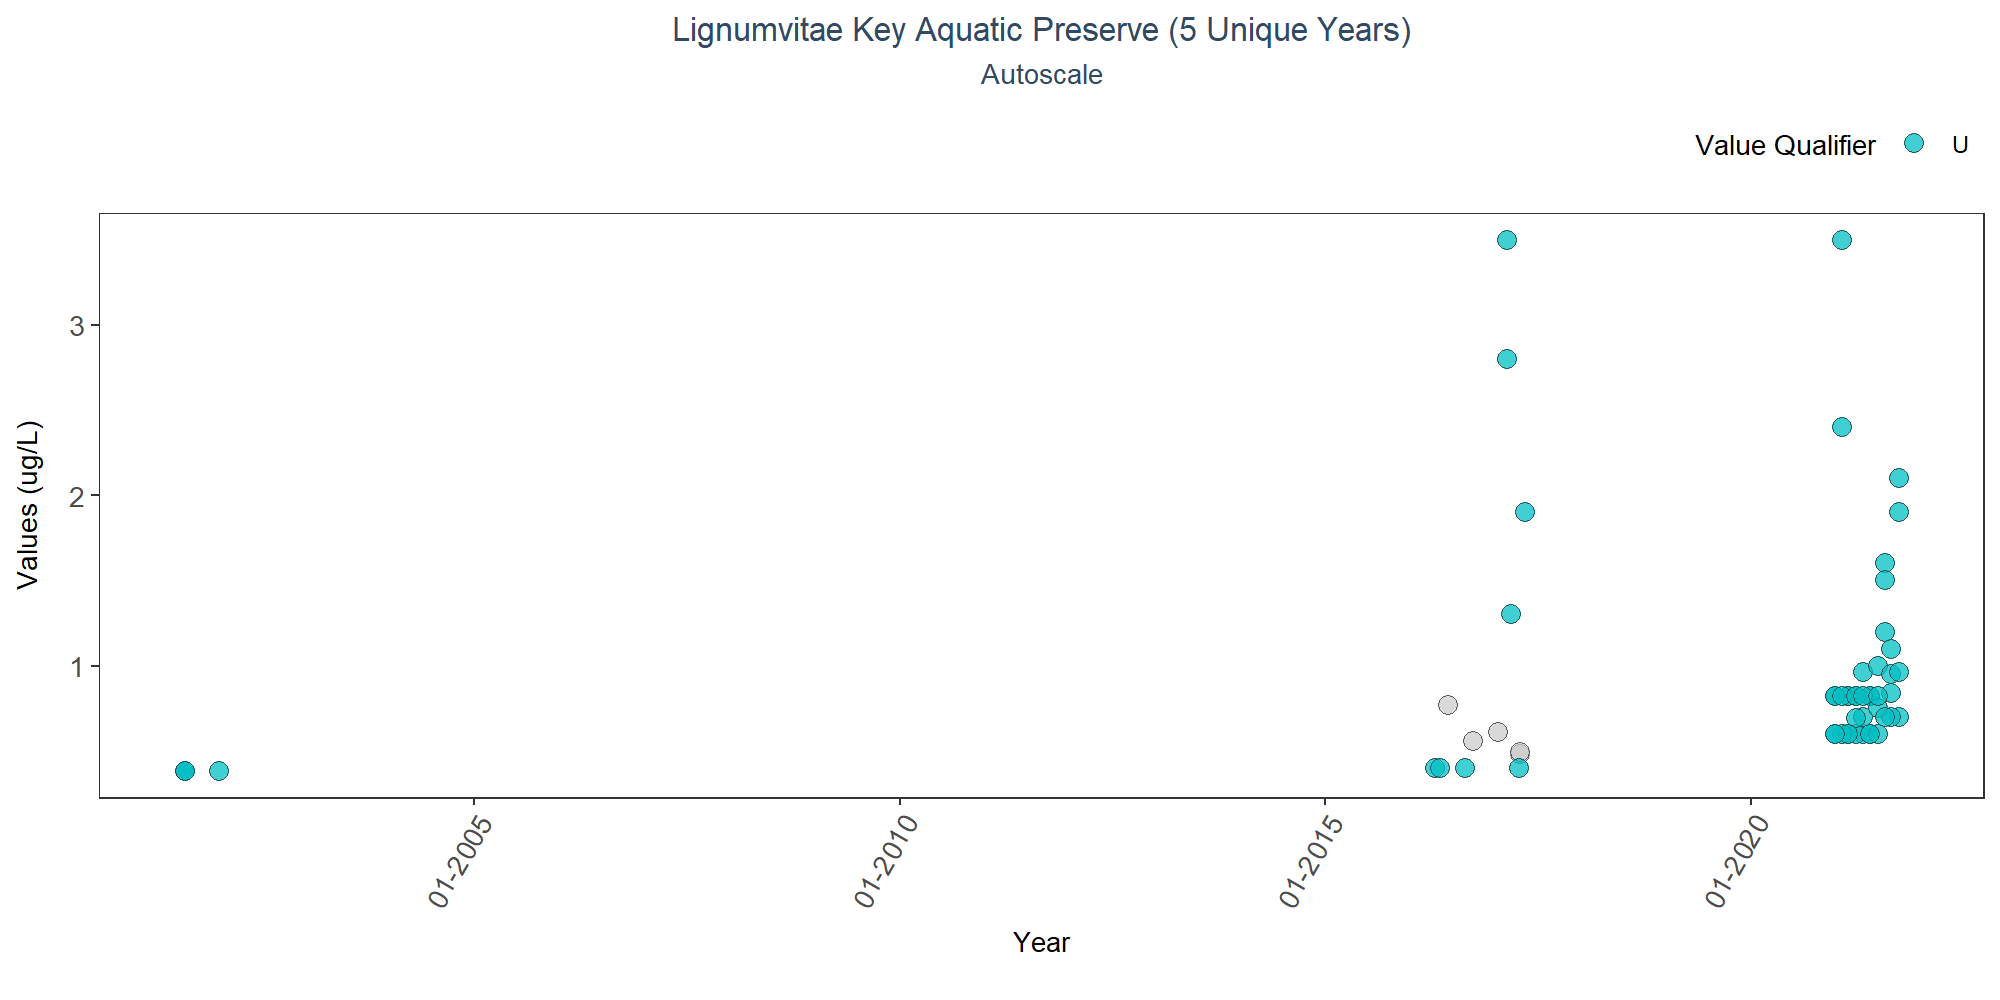 Lignumvitae Key Aquatic Preserve (5 Unique Years)
Autoscale
Value Qualifier U
Values (ug/L)
3
2
1
01-2005 01-2010 01-2015 01-2020
Year